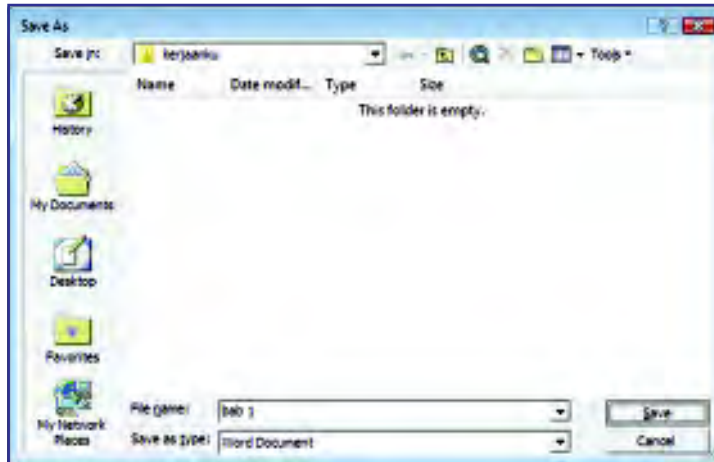 Save As
Save in: kerjaanku
Tools
Name Date modif... Type Size
This folder is empty.
History
My Documents
Desktop
Favorites
My Network Places
File name: bab 1
Save as type: Word Document
Save
Cancel